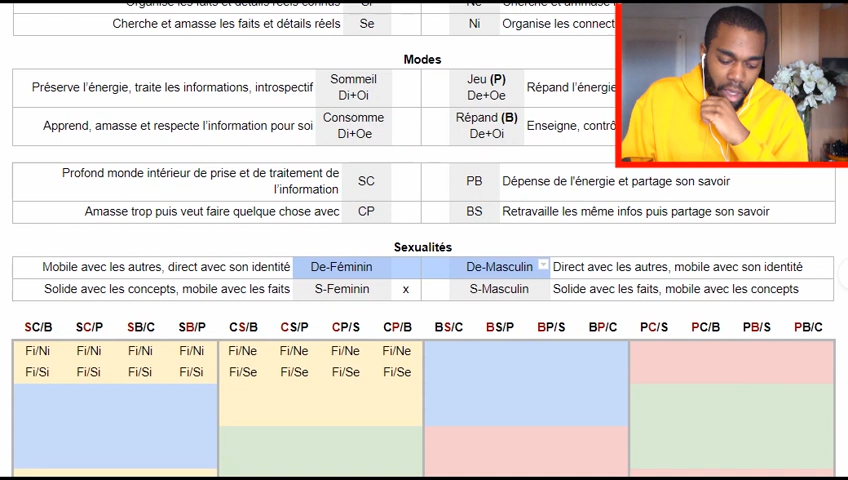 Organise les faits et détails réels connus
Cherche et amasse les faits et détails réels Se Ni Organise les connect
Modes
Préserve l'énergie, traite les informations, introspectif Sommeil Di+Oi Jeu (P) De+Oe Répand l'énergie
Apprend, amasse et respecte l'information pour soi Consomme Di+Oe Répand (B) De+Oi Enseigne, contrô
Profond monde intérieur de prise et de traitement de l'information SC PB Dépense de l'énergie et partage son savoir
Amasse trop puis veut faire quelque chose avec CP BS Retravaille les même infos puis partage son savoir
Sexualités
Mobile avec les autres, direct avec son identité De-Féminin De-Masculin Direct avec les autres, mobile avec son identité
Solide avec les concepts, mobile avec les faits S-Feminin x S-Masculin Solide avec les faits, mobile avec les concepts
SC/B SC/P SB/C SB/P CS/B CS/P CP/S CP/B BS/C BS/P BP/S BP/C PC/S PC/B PB/S PB/C
Fi/Ni Fi/Ni Fi/Ni Fi/Ni Fi/Ne Fi/Ne Fi/Ne Fi/Ne
Fi/Si Fi/Si Fi/Si Fi/Si Fi/Se Fi/Se Fi/Se Fi/Se